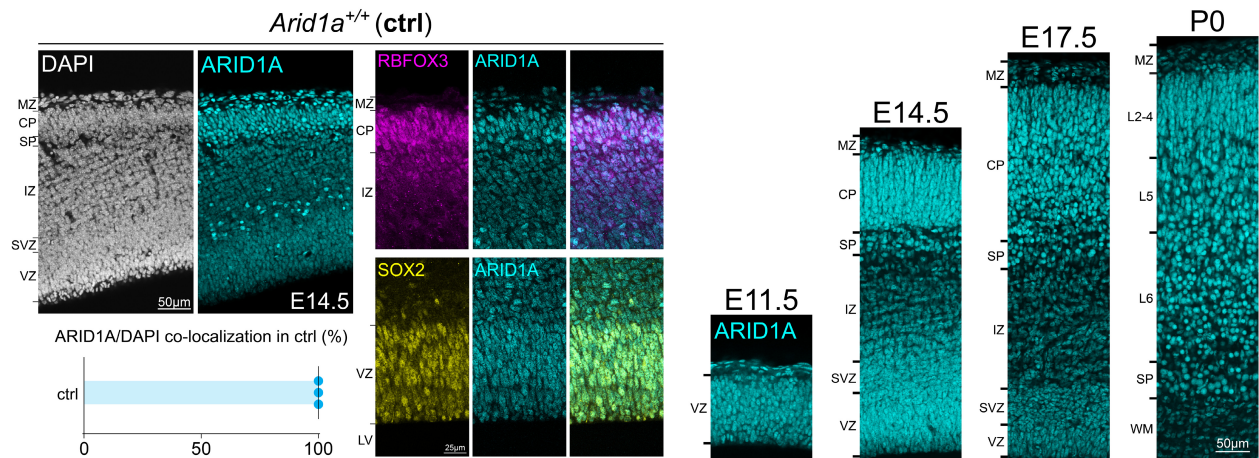 Arid1a+/+ (ctrl)
DAPI
ARID1A
MZ
CP
SP
IZ
SVZ
VZ
50µm
E14.5
RBFOX3
ARID1A
MZ
CP
IZ
SOX2
ARID1A
VZ
LV
25µm
ARID1A/DAPI co-localization in ctrl (%)
ctrl
0
50
100
E11.5
ARID1A
VZ
E14.5
MZ
CP
SP
IZ
SVZ
VZ
E17.5
MZ
CP
SP
IZ
SVZ
VZ
P0
MZ
L2-4
L5
L6
SP
WM
50µm